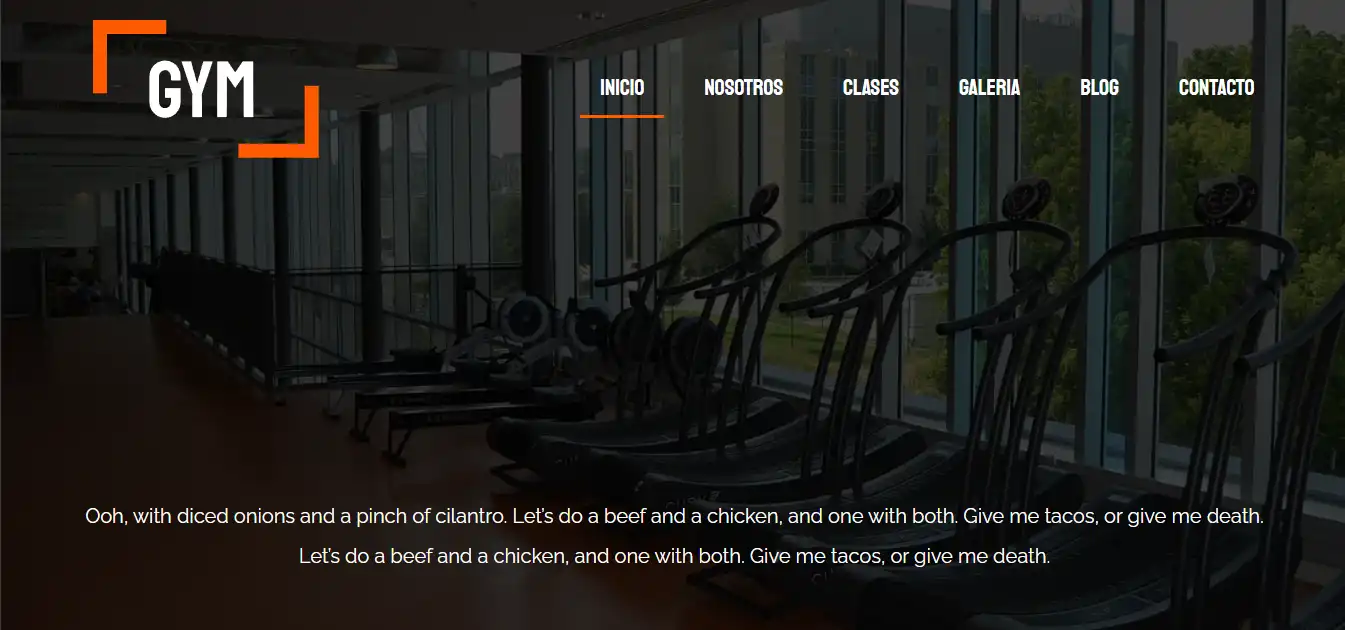 GYM
INICIO NOSOTROS CLASES GALERIA BLOG CONTACTO
Ooh, with diced onions and a pinch of cilantro. Let’s do a beef and a chicken, and one with both. Give me tacos, or give me death.
Let’s do a beef and a chicken, and one with both. Give me tacos, or give me death.